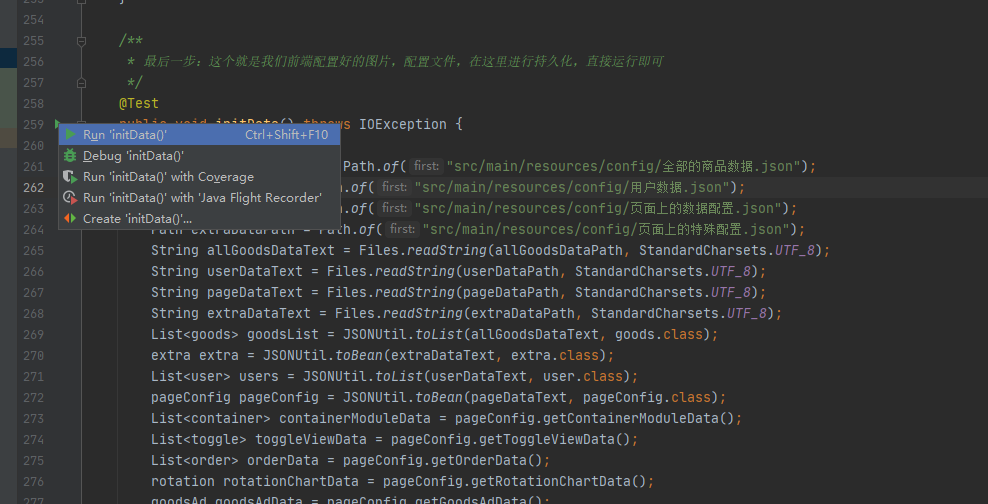 254
255 /**
256 * 最后一步：这个就是我们前端配置好的图片，配置文件，在这里进行持久化，直接运行即可
257 */
258 @Test
259 public void initData() throws IOException {
Run 'initData()' Ctrl+Shift+F10
260
Debug 'initData()'
261 Path.of( first: "src/main/resources/config/全部的商品数据.json");
Run 'initData()' with Coverage
262 .of( first: "src/main/resources/config/用户数据.json");
Run 'initData()' with 'Java Flight Recorder'
263 .of( first: "src/main/resources/config/页面上的数据配置.json");
Create 'initData()'...
264 Path extraDataPath = Path.of( first: "src/main/resources/config/页面上的特殊配置.json");
265 String allGoodsDataText = Files.readString(allGoodsDataPath, StandardCharsets.UTF_8);
266 String userDataText = Files.readString(userDataPath, StandardCharsets.UTF_8);
267 String pageDataText = Files.readString(pageDataPath, StandardCharsets.UTF_8);
268 String extraDataText = Files.readString(extraDataPath, StandardCharsets.UTF_8);
269 List<goods> goodsList = JSONUtil.toList(allGoodsDataText, goods.class);
270 extra extra = JSONUtil.toBean(extraDataText, extra.class);
271 List<user> users = JSONUtil.toList(userDataText, user.class);
272 pageConfig pageConfig = JSONUtil.toBean(pageDataText, pageConfig.class);
273 List<container> containerModuleData = pageConfig.getContainerModuleData();
274 List<toggle> toggleViewData = pageConfig.getToggleViewData();
275 List<order> orderData = pageConfig.getOrderData();
276 rotation rotationChartData = pageConfig.getRotationChartData();
277 goodsAd goodsAdData = pageConfig.getGoodsAdData();